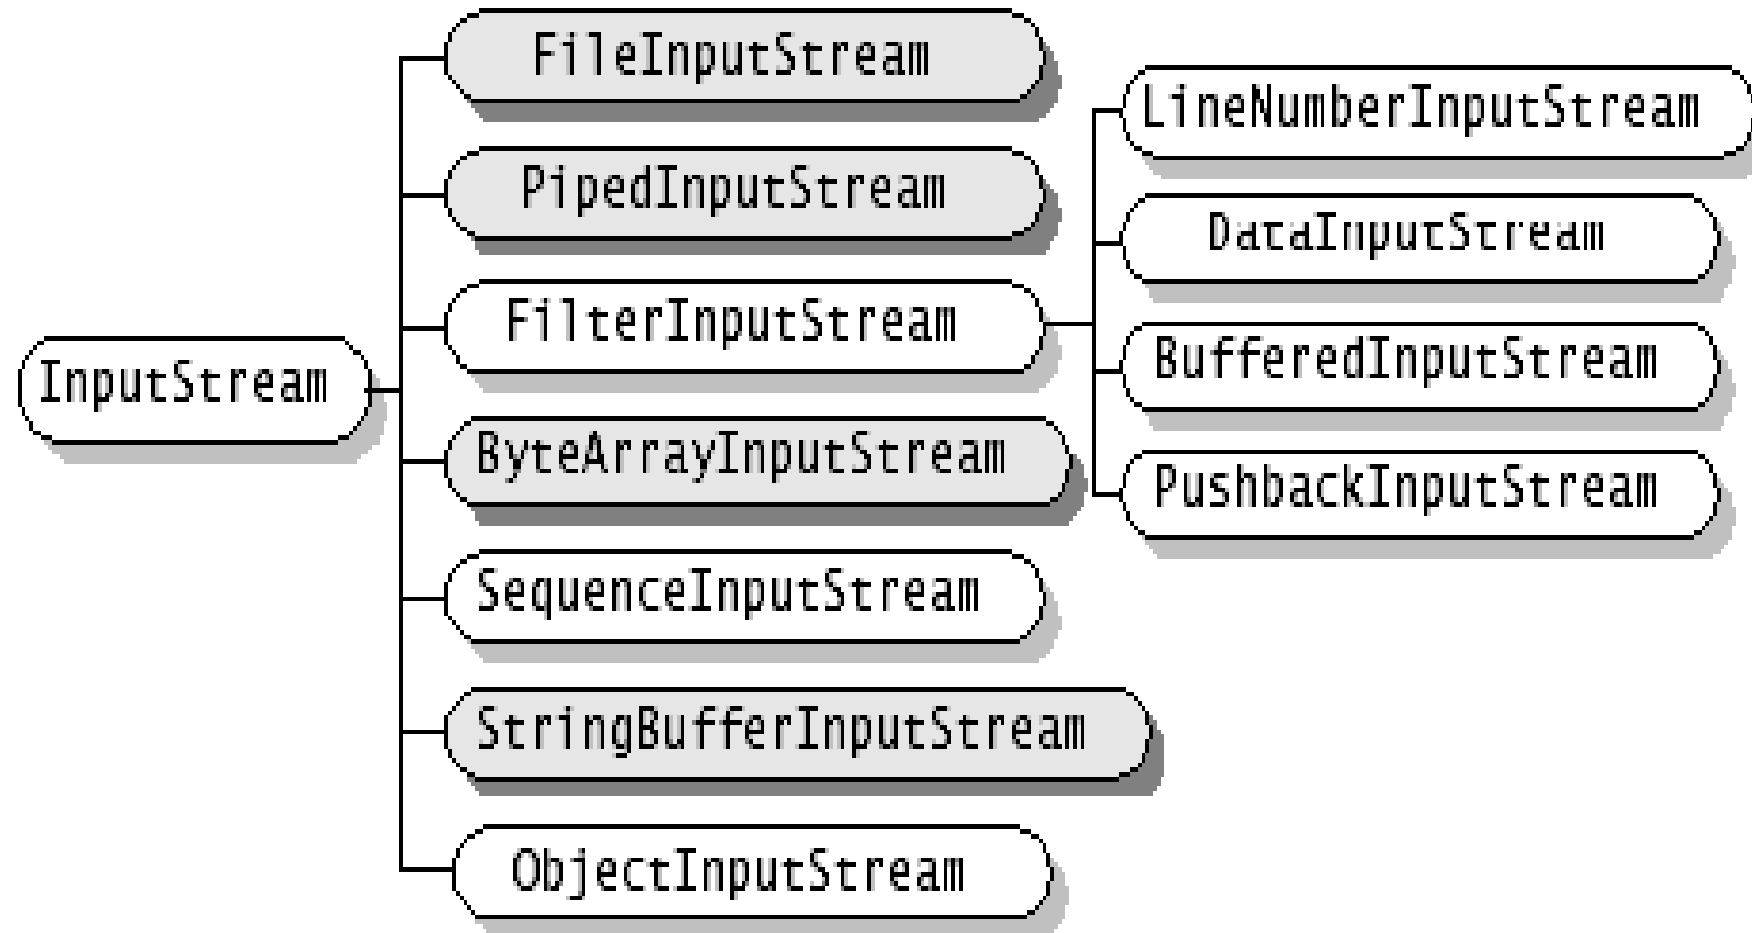 InputStream
FileInputStream
PipedInputStream
FilterInputStream
ByteArrayInputStream
SequenceInputStream
StringBufferInputStream
ObjectInputStream
LineNumberInputStream
DataInputStream
BufferedInputStream
PushbackInputStream